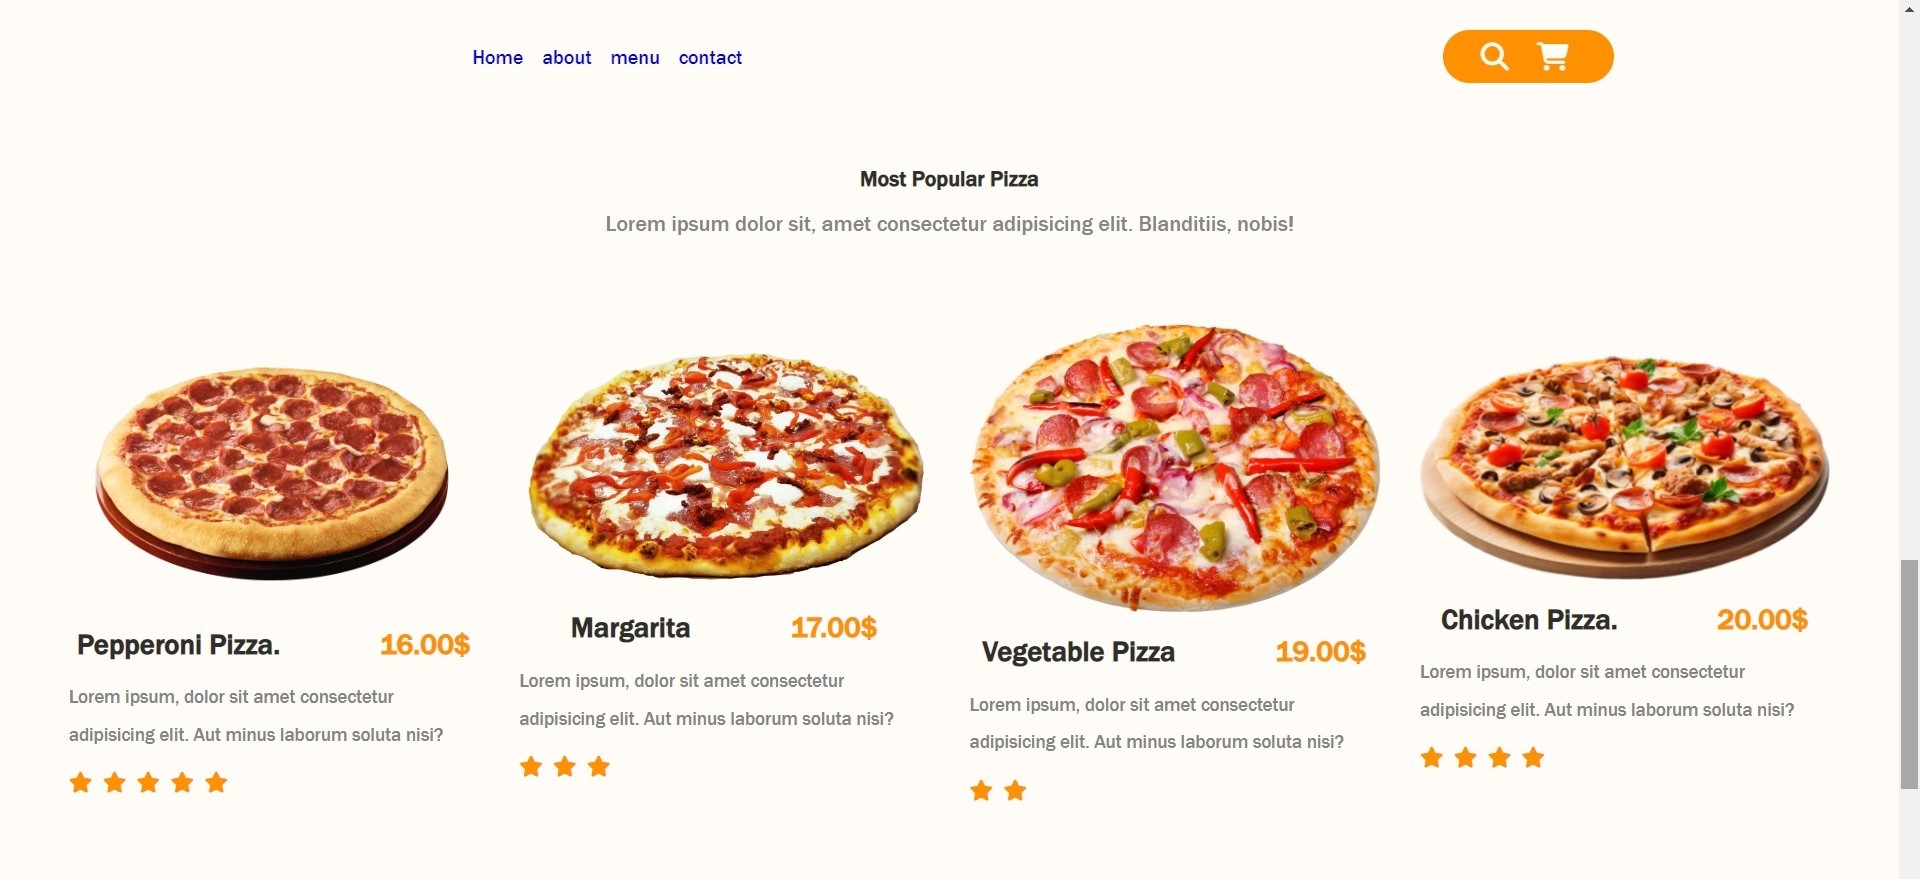 Home about menu contact
Most Popular Pizza
Lorem ipsum dolor sit, amet consectetur adipisicing elit. Blanditiis, nobis!
Pepperoni Pizza. 16.00$
Lorem ipsum, dolor sit amet consectetur
adipisicing elit. Aut minus laborum soluta nisi?
Margarita 17.00$
Lorem ipsum, dolor sit amet consectetur
adipisicing elit. Aut minus laborum soluta nisi?
Vegetable Pizza 19.00$
Lorem ipsum, dolor sit amet consectetur
adipisicing elit. Aut minus laborum soluta nisi?
Chicken Pizza. 20.00$
Lorem ipsum, dolor sit amet consectetur
adipisicing elit. Aut minus laborum soluta nisi?